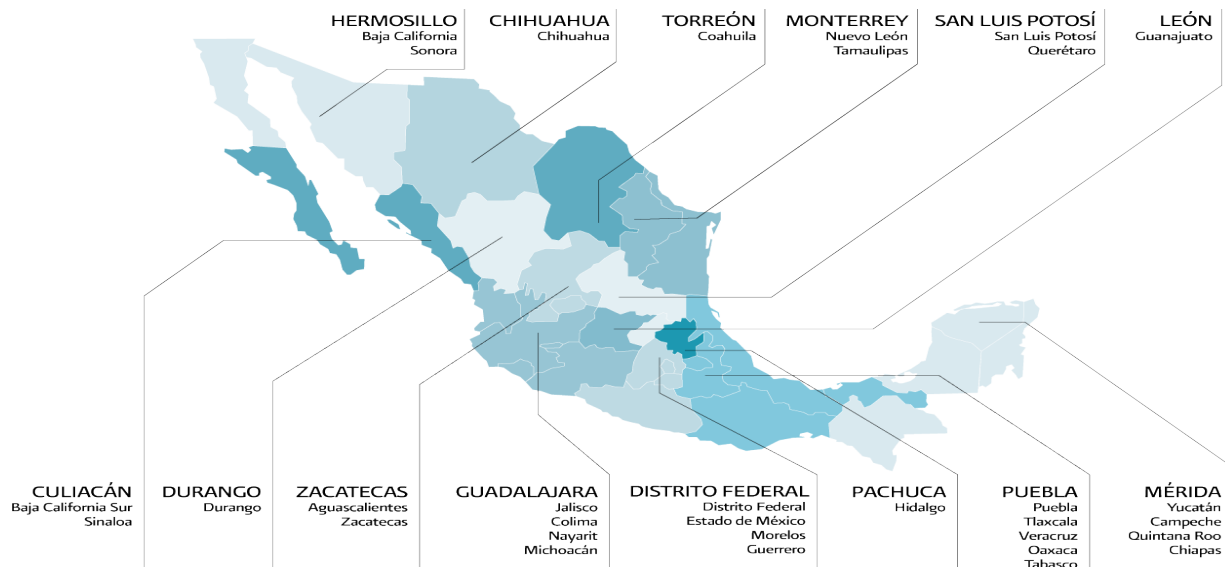 HERMOSILLO
Baja California
Sonora
CHIHUAHUA
Chihuahua
TORREÓN
Coahuila
MONTERREY
Nuevo León
Tamaulipas
SAN LUIS POTOSÍ
San Luis Potosí
Querétaro
LEÓN
Guanajuato
CULIACÁN
Baja California Sur
Sinaloa
DURANGO
Durango
ZACATECAS
Aguascalientes
Zacatecas
GUADALAJARA
Jalisco
Colima
Nayarit
Michoacán
DISTRITO FEDERAL
Distrito Federal
Estado de México
Morelos
Guerrero
PACHUCA
Hidalgo
PUEBLA
Puebla
Tlaxcala
Veracruz
Oaxaca
Tabasco
MÉRIDA
Yucatán
Campeche
Quintana Roo
Chiapas